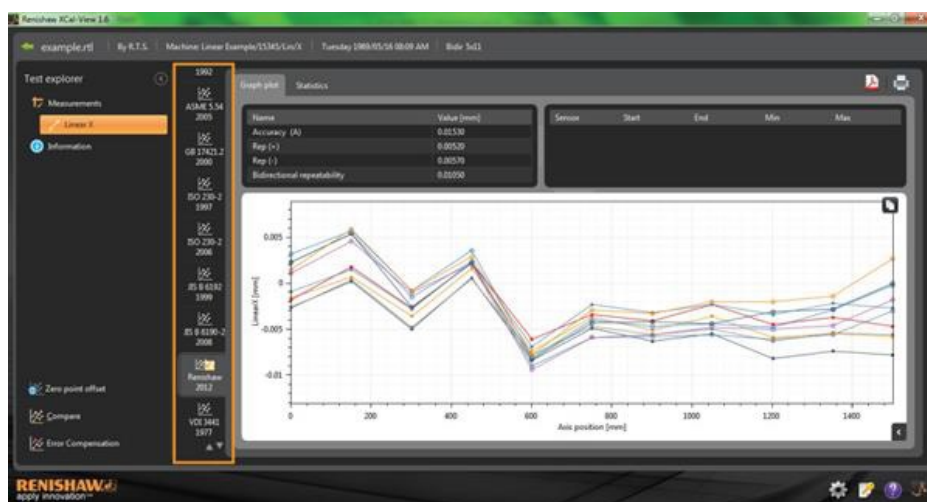 Renishaw XCal-View 1.6
example.rtl
By R.T.S.
Machine: Linear Example/15345/Lin/X
Tuesday 1969/05/16 08:09 AM
Bidir 5x11
Test explorer
Measurements
Linear X
Information
Zero point offset
Compare
Error Compensation
1992
ASME 5.54
2005
GB 17421.2
2000
ISO 230-2
1997
ISO 230-2
2006
JIS B 6192
1999
JIS B 6190-2
2008
Renishaw
2012
VDI 3441
1977
Graph plot
Statistics
Name Value [mm]
Accuracy (A) 0.01530
Rep (+) 0.00520
Rep (-) 0.00570
Bidirectional repeatability 0.01050
Sensor Start End Min Max
0.005
0
-0.005
-0.01
LinearX [mm]
0 200 400 600 800 1000 1200 1400
Axis position [mm]
RENISHAW
apply innovation™